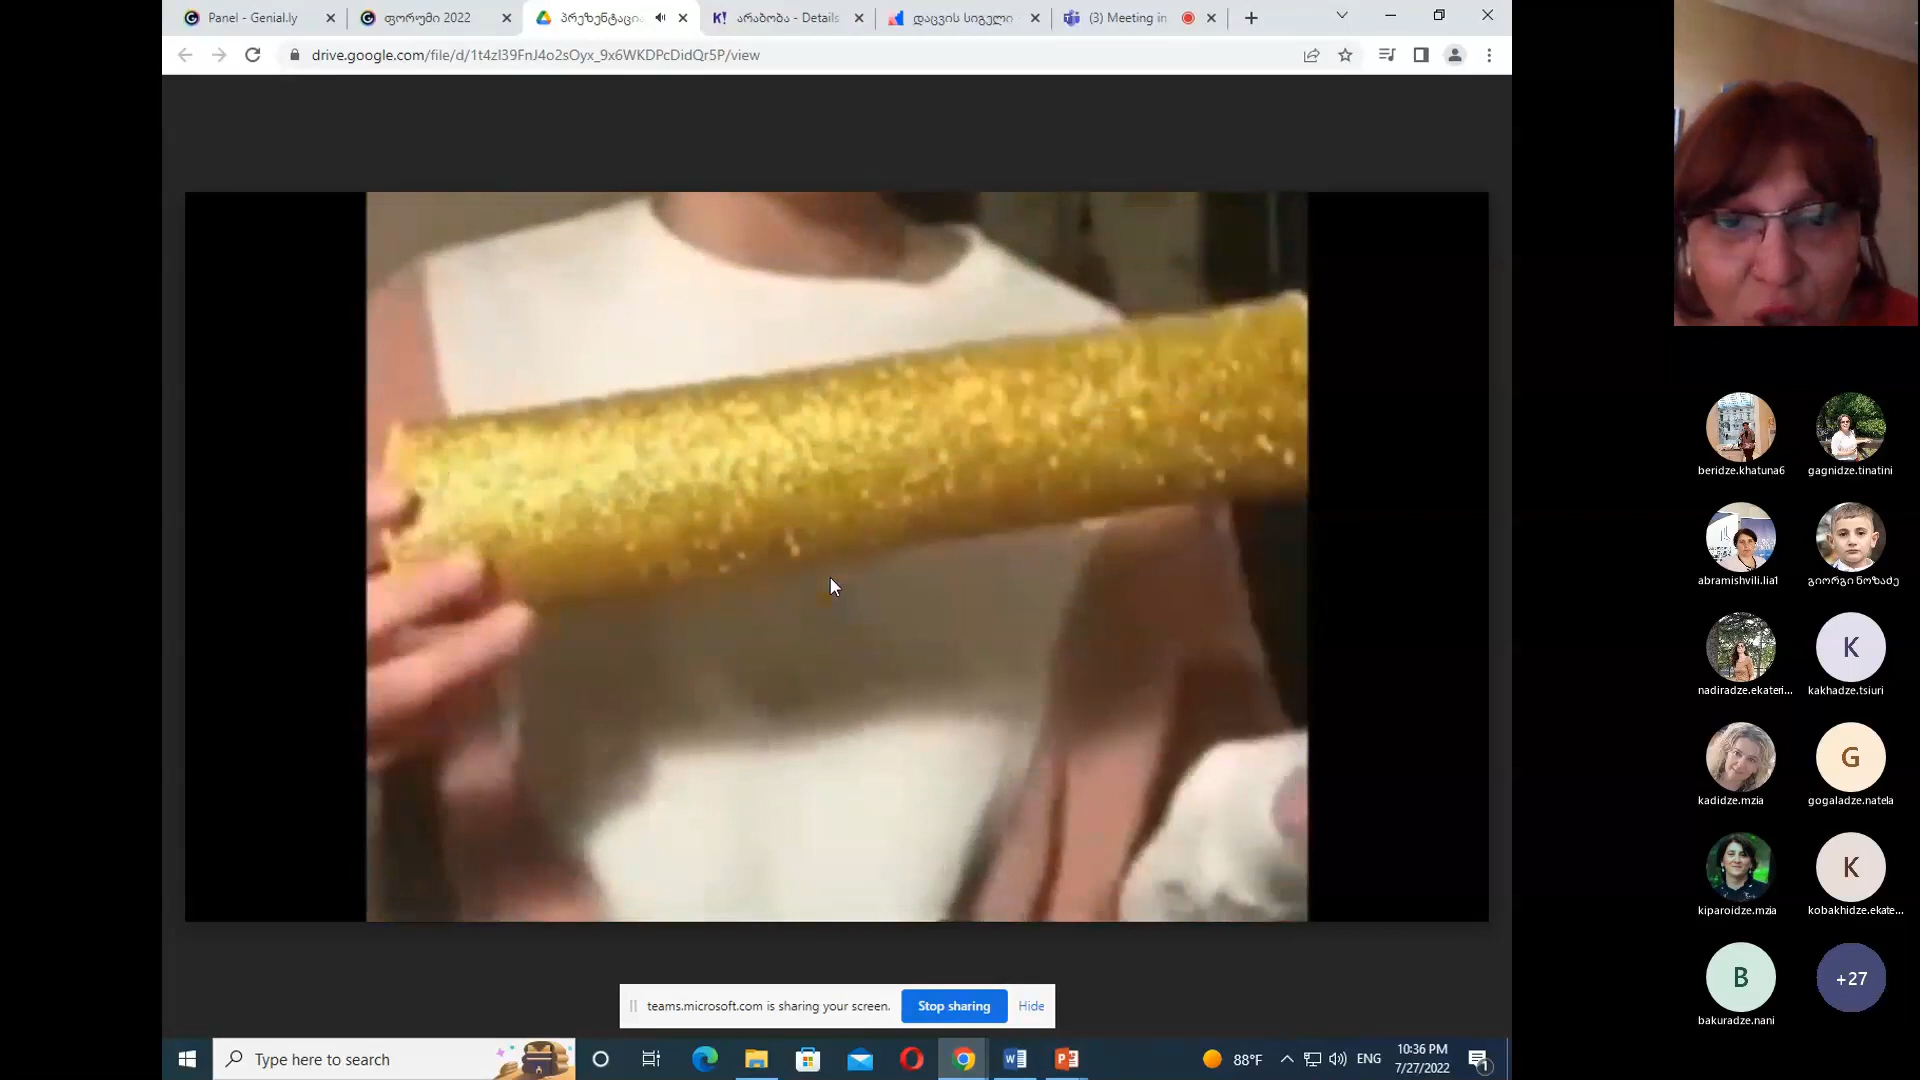 Panel - Genial.ly
ფორუმი 2022
პრეზენტაცია
არაბობა - Details
დაცვის სიგელი
(3) Meeting in
drive.google.com/file/d/1t4zl39FnJ4o2sOyx_9x6WKDPcDidQr5P/view
beridze.khatuna6
gagnidze.tinatini
abramishvili.lia1
გიორგი ნოზაძე
K
nadiradze.ekateri...
kakhadze.tsiuri
G
kadidze.mzia
gogaladze.natela
K
kiparoidze.mzia
kobakhidze.ekate...
B
+27
bakuradze.nani
teams.microsoft.com is sharing your screen.
Stop sharing
Hide
Type here to search
88°F
ENG
10:36 PM
7/27/2022
1